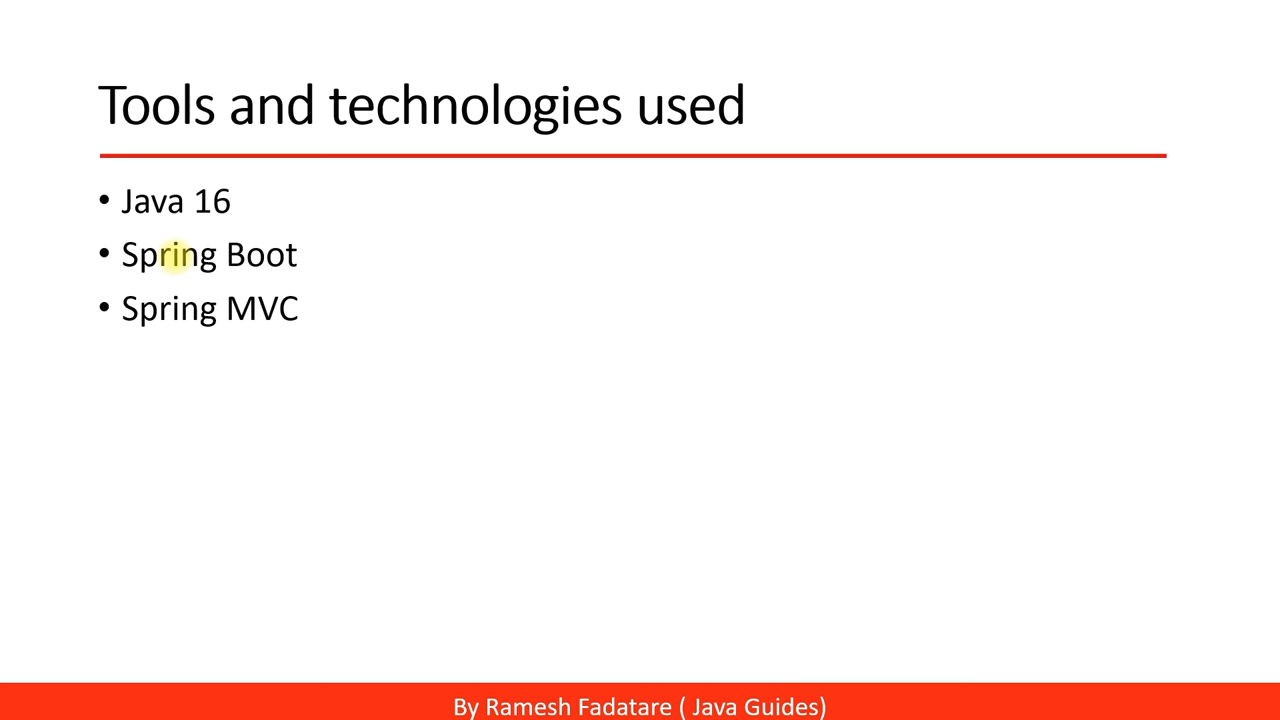 Tools and technologies used
• Java 16
• Spring Boot
• Spring MVC
By Ramesh Fadatare ( Java Guides)